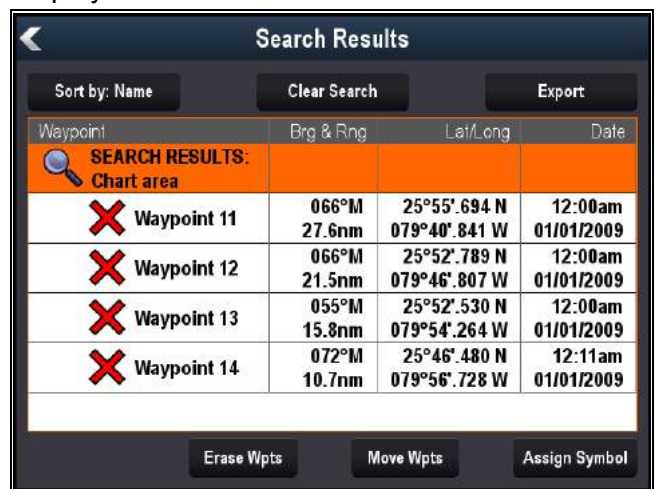 Search Results
Sort by: Name Clear Search Export
Waypoint Brg & Rng Lat/Long Date
SEARCH RESULTS:
Chart area
Waypoint 11 066°M 25°55'.694 N 12:00am
27.6nm 079°40'.841 W 01/01/2009
Waypoint 12 066°M 25°52'.789 N 12:00am
21.5nm 079°46'.807 W 01/01/2009
Waypoint 13 055°M 25°52'.530 N 12:00am
15.8nm 079°54'.264 W 01/01/2009
Waypoint 14 072°M 25°46'.480 N 12:11am
10.7nm 079°56'.728 W 01/01/2009
Erase Wpts Move Wpts Assign Symbol